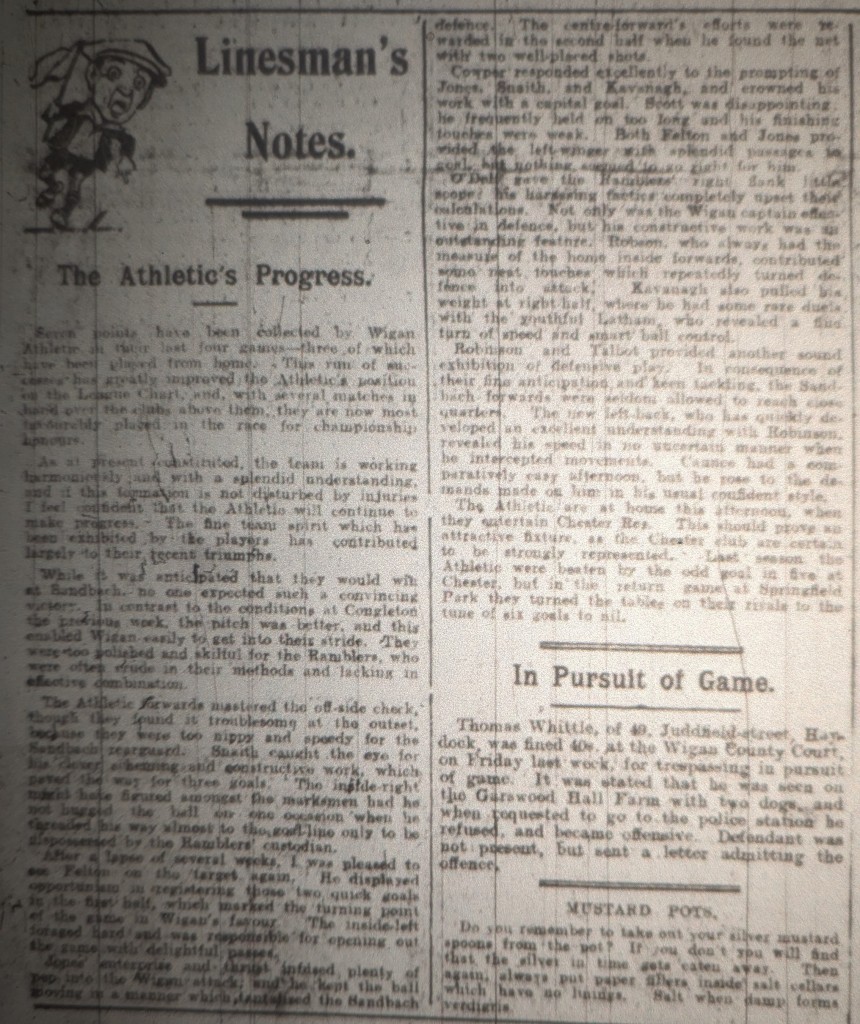 Linesman's
Notes.
The Athletic's Progress.
Seven points have been collected by Wigan
Athletic in their last four games—three of which
have been played from home. This run of suc-
cesses has greatly improved the Athletic's position
in the League Chart, and, with several matches in
hand over the clubs above them, they are now most
favourably placed in the race for championship
honours.
As at present constituted, the team is working
harmoniously and with a splendid understanding,
and if this formation is not disturbed by injuries
I feel confident that the Athletic will continue to
make progress. The fine team spirit which has
been exhibited by the players has contributed
largely to their recent triumphs.
While it was anticipated that they would win
at Sandbach, no one expected such a convincing
victory. In contrast to the conditions at Congleton
the previous week, the pitch was better, and this
enabled Wigan easily to get into their stride. They
were too polished and skilful for the Ramblers, who
were often crude in their methods and lacking in
effective combination.
The Athletic forwards mastered the off-side check,
though they found it troublesome at the outset,
because they were too nippy and speedy for the
Sandbach rearguard. Snaith caught the eye for
his clever scheming and constructive work, which
paved the way for three goals. The inside-right
might have figured amongst the marksmen had he
not hugged the ball on one occasion when he
threaded his way almost to the goal-line only to be
dispossessed by the Ramblers' custodian.
After a lapse of several weeks, I was pleased to
see Felton on the target again. He displayed
opportunism in registering those two quick goals
in the first half, which marked the turning point
of the game in Wigan's favour. The inside-left
foraged hard and was responsible for opening out
the game with delightful passes.
Jones' enterprise and thrust infused plenty of
pep into the Wigan attack, and he kept the ball
moving in a manner which tantalised the Sandbach
defence. The centre-forward's efforts were re-
warded in the second half when he found the net
with two well-placed shots.
Cowper responded excellently to the prompting of
Jones, Snaith, and Kavanagh, and crowned his
work with a capital goal. Scott was disappointing,
he frequently held on too long and his finishing
touches were weak. Both Felton and Jones pro-
vided the left-winger with splendid passes to
goal, but nothing seemed to go right for him.
O'Dell gave the Ramblers' right flank little
scope; his harassing tactics completely upset their
calculations. Not only was the Wigan captain effec-
tive in defence, but his constructive work was an
outstanding feature. Robson, who always had the
measure of the home inside forwards, contributed
some neat touches which repeatedly turned de-
fence into attack. Kavanagh also pulled his
weight at right-half, where he had some rare duels
with the youthful Latham, who revealed a fine
turn of speed and smart ball control.
Robinson and Talbot provided another sound
exhibition of defensive play. In consequence of
their fine anticipation and keen tackling, the Sand-
bach forwards were seldom allowed to reach close
quarters. The new left-back, who has quickly de-
veloped an excellent understanding with Robinson,
revealed his speed in no uncertain manner when
he intercepted movements. Caunce had a com-
paratively easy afternoon, but he rose to the de-
mands made on him in his usual confident style.
The Athletic are at home this afternoon, when
they entertain Chester Res. This should prove an
attractive fixture, as the Chester club are certain
to be strongly represented. Last season the
Athletic were beaten by the odd goal in five at
Chester, but in the return game at Springfield
Park they turned the tables on their rivals to the
tune of six goals to nil.
In Pursuit of Game.
Thomas Whittle, of 49, Juddfield-street, Hay-
dock, was fined 40s. at the Wigan County Court,
on Friday last week, for trespassing in pursuit
of game. It was stated that he was seen on
the Garswood Hall Farm with two dogs, and
when requested to go to the police station he
refused, and became offensive. Defendant was
not present, but sent a letter admitting the
offence.
MUSTARD POTS.
Do you remember to take out your silver mustard
spoons from the pot? If you don't you will find
that the silver in time gets eaten away. Then
again, always put paper fillers inside salt cellars
which have no linings. Salt when damp forms
verdigris.